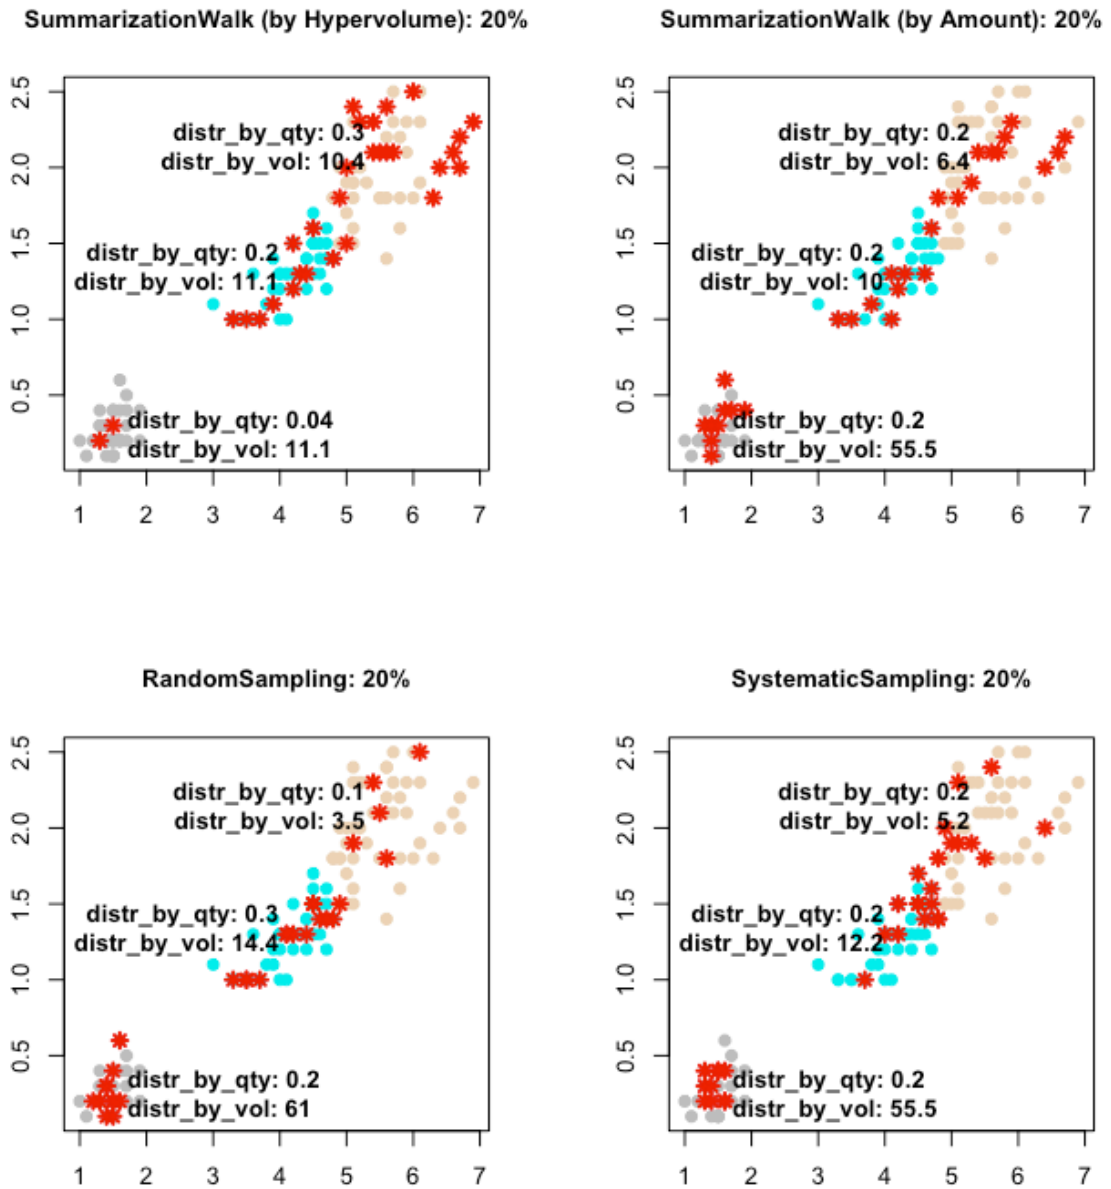 SummarizationWalk (by Hypervolume): 20%
2.5
2.0
1.5
1.0
0.5
distr_by_qty: 0.3
distr_by_vol: 10.4
distr_by_qty: 0.2
distr_by_vol: 11.1
distr_by_qty: 0.04
distr_by_vol: 11.1
1 2 3 4 5 6 7
SummarizationWalk (by Amount): 20%
2.5
2.0
1.5
1.0
0.5
distr_by_qty: 0.2
distr_by_vol: 6.4
distr_by_qty: 0.2
distr_by_vol: 10
distr_by_qty: 0.2
distr_by_vol: 55.5
1 2 3 4 5 6 7
RandomSampling: 20%
2.5
2.0
1.5
1.0
0.5
distr_by_qty: 0.1
distr_by_vol: 3.5
distr_by_qty: 0.3
distr_by_vol: 14.4
distr_by_qty: 0.2
distr_by_vol: 61
1 2 3 4 5 6 7
SystematicSampling: 20%
2.5
2.0
1.5
1.0
0.5
distr_by_qty: 0.2
distr_by_vol: 5.2
distr_by_qty: 0.2
distr_by_vol: 12.2
distr_by_qty: 0.2
distr_by_vol: 55.5
1 2 3 4 5 6 7